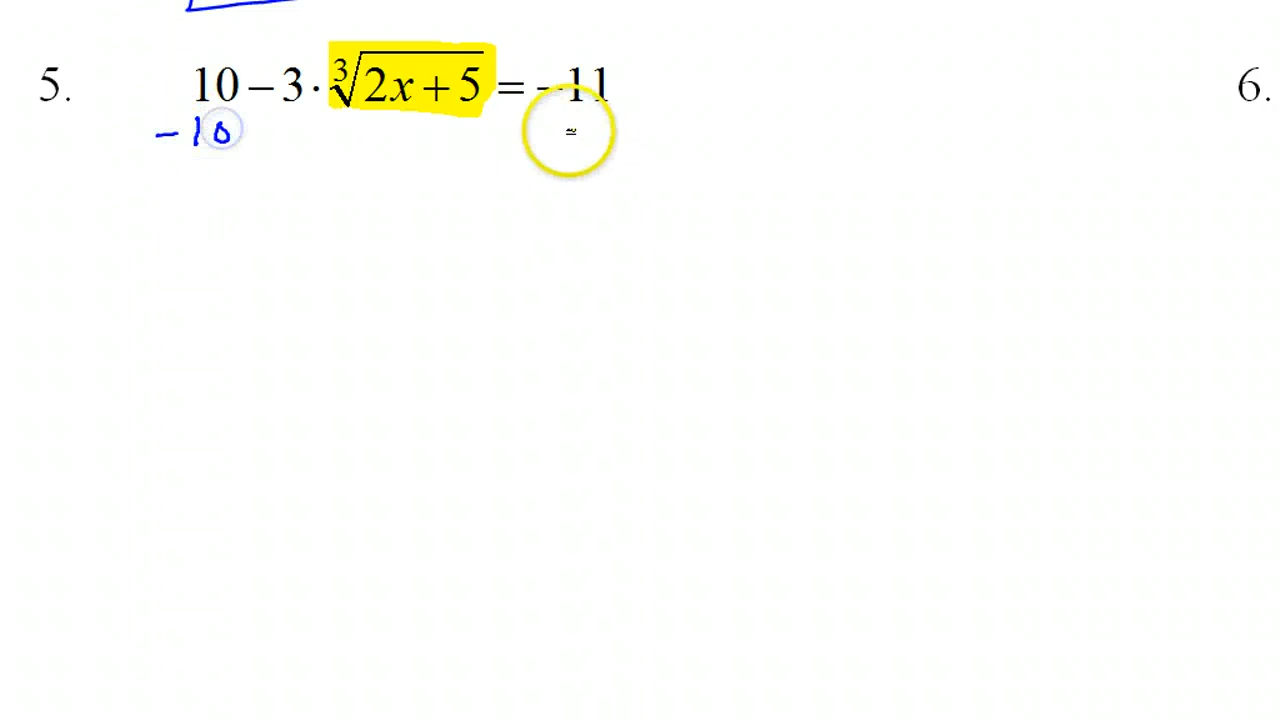 5. 10 − 3 · ∛(2x + 5) = −11 6.
− 10